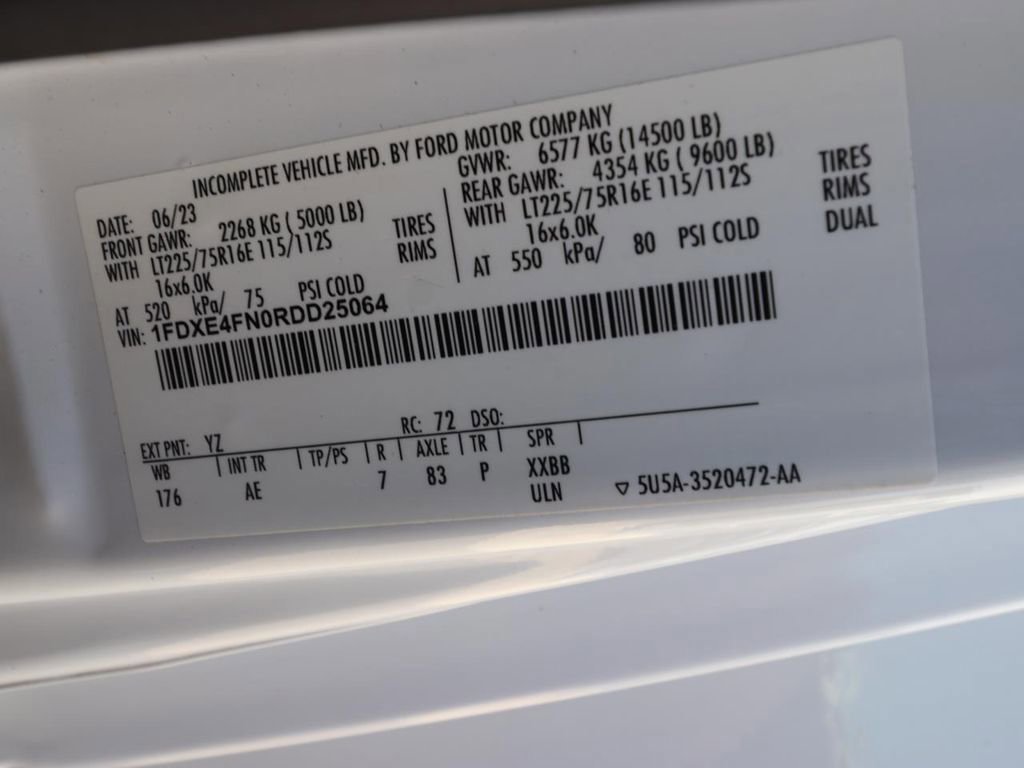 INCOMPLETE VEHICLE MFD. BY FORD MOTOR COMPANY
DATE: 06/23
FRONT GAWR: 2268 KG ( 5000 LB)
WITH LT225/75R16E 115/112S TIRES
16x6.0K RIMS
AT 520 kPa/ 75 PSI COLD
GVWR: 6577 KG (14500 LB)
REAR GAWR: 4354 KG ( 9600 LB)
WITH LT225/75R16E 115/112S TIRES
16x6.0K RIMS
AT 550 kPa/ 80 PSI COLD DUAL
VIN: 1FDXE4FN0RDD25064
EXT PNT: YZ RC: 72 DSO:
WB INT TR TP/PS R AXLE TR SPR
176 AE 7 83 P XXBB
ULN ▽ 5U5A-3520472-AA